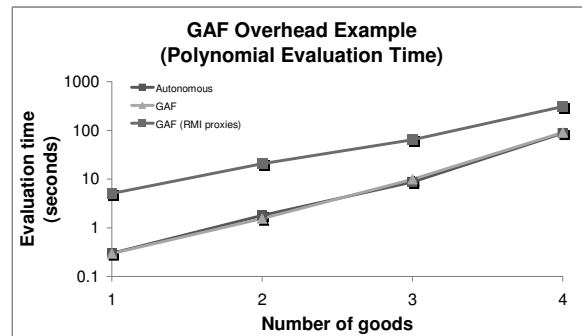 GAF Overhead Example
(Polynomial Evaluation Time)
1000
100
10
1
0.1
Evaluation time
(seconds)
Autonomous
GAF
GAF (RMI proxies)
1 2 3 4
Number of goods